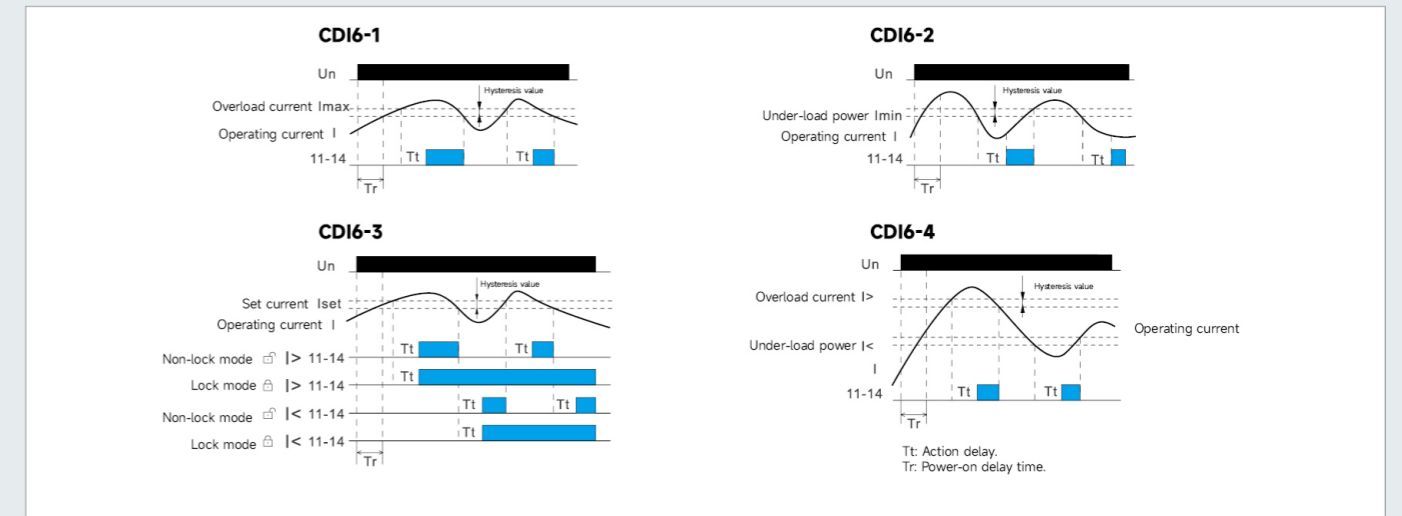 CDI6-1
Un
Hysteresis value
Overload current Imax
Operating current I
11-14
Tt
Tt
Tr
CDI6-2
Un
Hysteresis value
Under-load power Imin
Operating current I
11-14
Tt
Tt
Tr
CDI6-3
Un
Hysteresis value
Set current Iset
Operating current I
Non-lock mode I> 11-14
Tt
Tt
Lock mode I> 11-14
Tt
Non-lock mode I< 11-14
Tt
Tt
Lock mode I< 11-14
Tt
Tr
CDI6-4
Un
Hysteresis value
Overload current I>
Operating current
Under-load power I<
I
11-14
Tt
Tt
Tr
Tt: Action delay.
Tr: Power-on delay time.